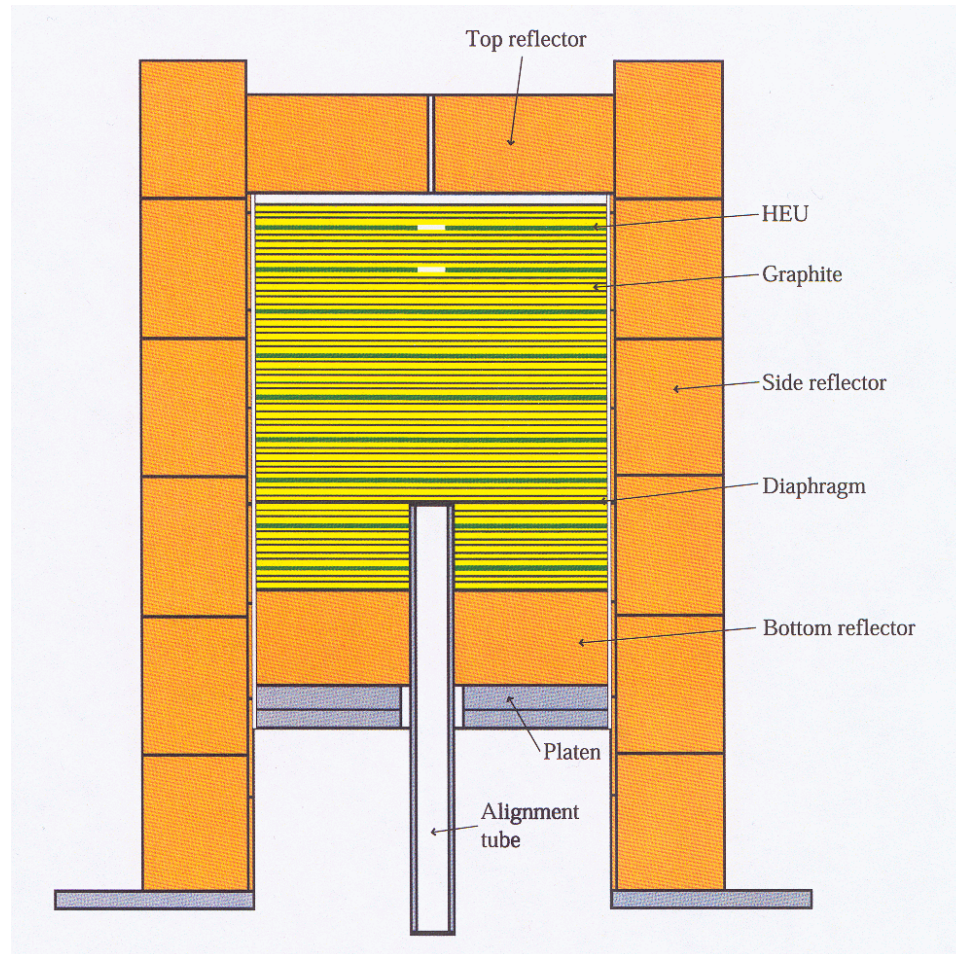 Top reflector
HEU
Graphite
Side reflector
Diaphragm
Bottom reflector
Platen
Alignment
tube